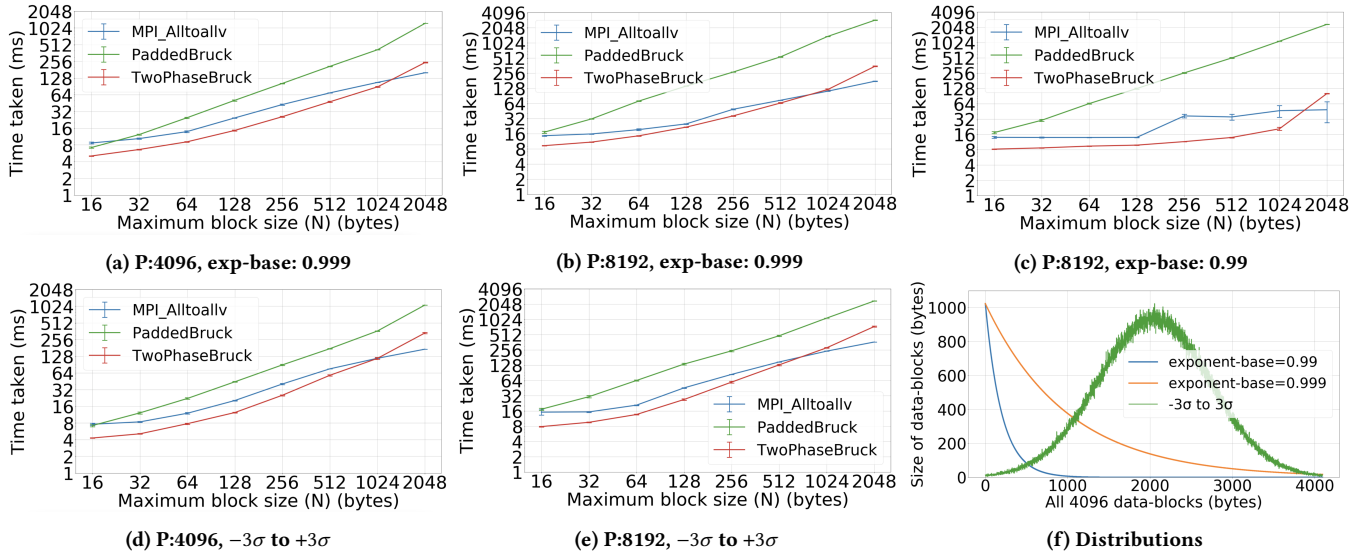 2048
1024
512
256
128
64
32
16
8
4
2
1
Time taken (ms)
MPI_Alltoallv
PaddedBruck
TwoPhaseBruck
16 32 64 128 256 512 1024 2048
Maximum block size (N) (bytes)
(a) P:4096, exp-base: 0.999
4096
2048
1024
512
256
128
64
32
16
8
4
2
1
Time taken (ms)
MPI_Alltoallv
PaddedBruck
TwoPhaseBruck
16 32 64 128 256 512 1024 2048
Maximum block size (N) (bytes)
(b) P:8192, exp-base: 0.999
4096
2048
1024
512
256
128
64
32
16
8
4
2
1
Time taken (ms)
MPI_Alltoallv
PaddedBruck
TwoPhaseBruck
16 32 64 128 256 512 1024 2048
Maximum block size (N) (bytes)
(c) P:8192, exp-base: 0.99
2048
1024
512
256
128
64
32
16
8
4
2
1
Time taken (ms)
MPI_Alltoallv
PaddedBruck
TwoPhaseBruck
16 32 64 128 256 512 1024 2048
Maximum block size (N) (bytes)
(d) P:4096, −3σ to +3σ
4096
2048
1024
512
256
128
64
32
16
8
4
2
1
Time taken (ms)
MPI_Alltoallv
PaddedBruck
TwoPhaseBruck
16 32 64 128 256 512 1024 2048
Maximum block size (N) (bytes)
(e) P:8192, −3σ to +3σ
1000
800
600
400
200
0
Size of data-blocks (bytes)
exponent-base=0.99
exponent-base=0.999
-3σ to 3σ
0 1000 2000 3000 4000
All 4096 data-blocks (bytes)
(f) Distributions